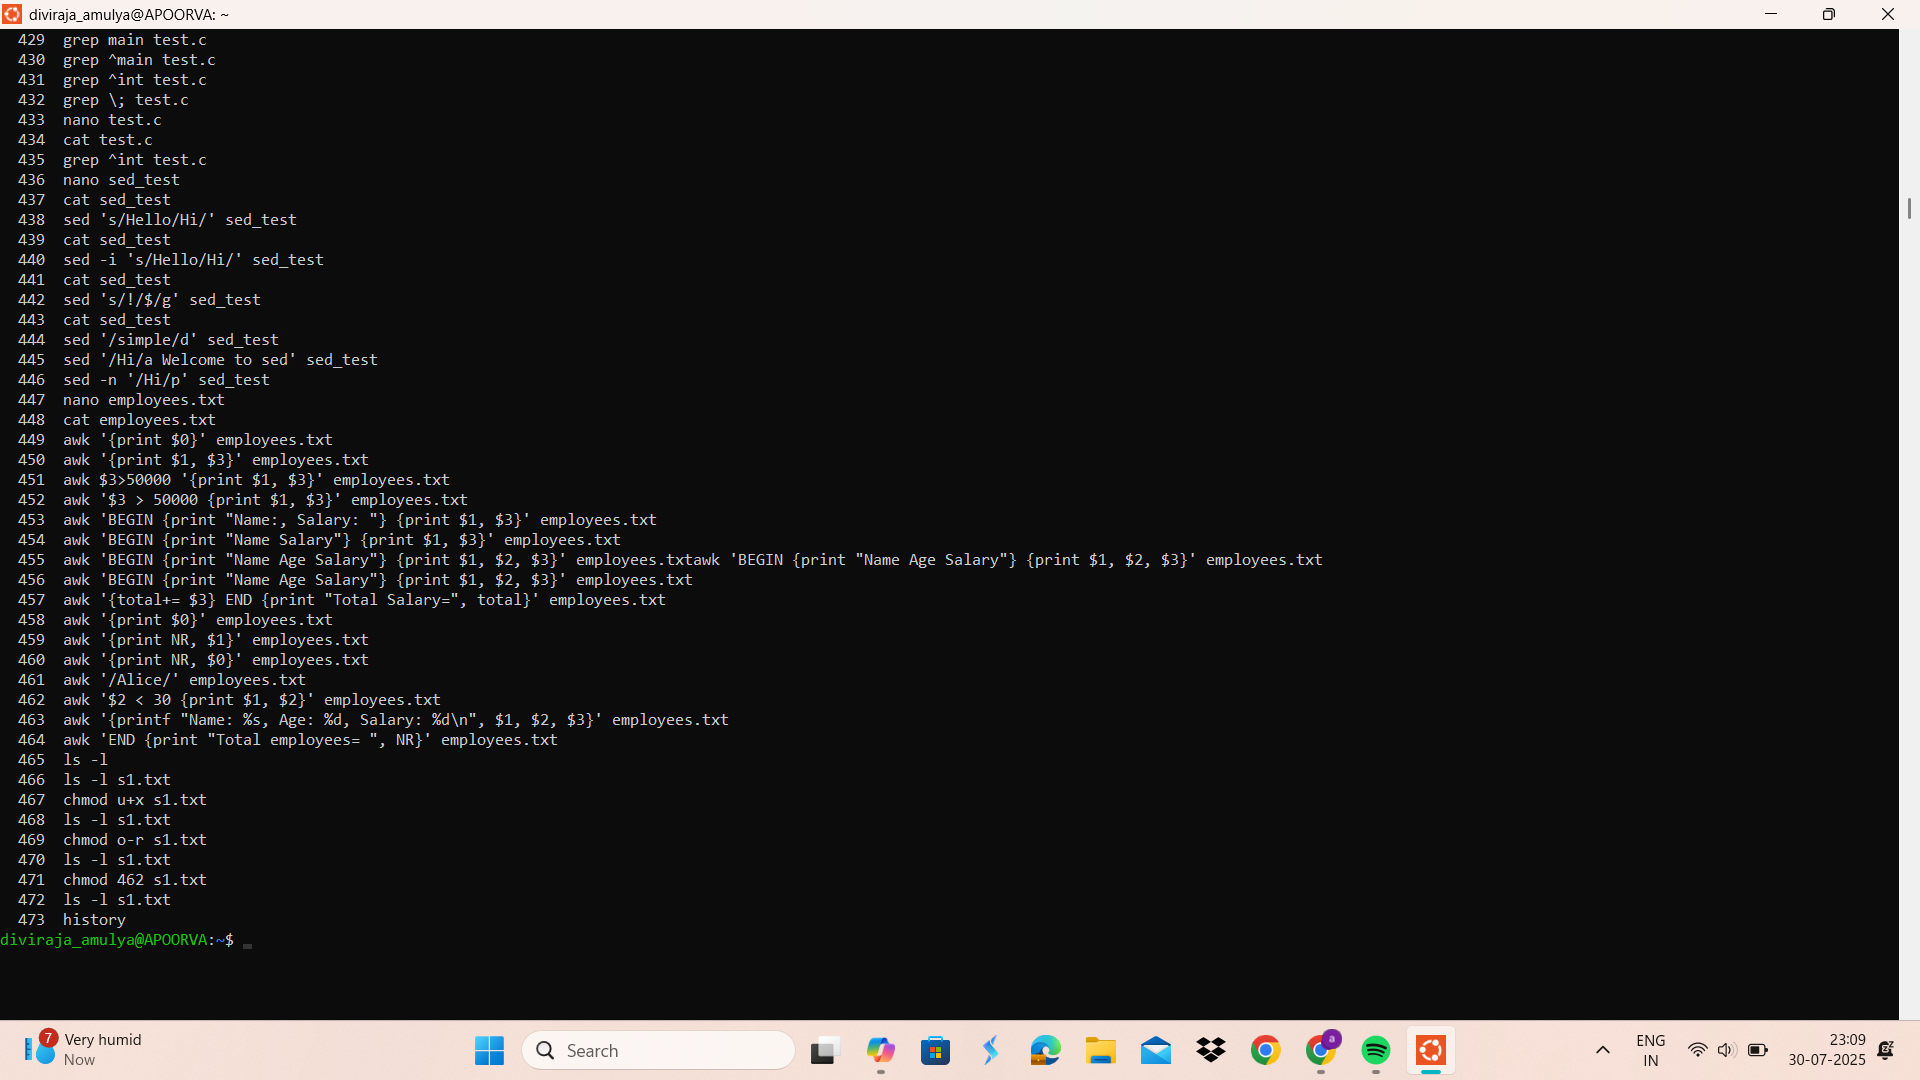 diviraja_amulya@APOORVA: ~
429 grep main test.c
430 grep ^main test.c
431 grep ^int test.c
432 grep \; test.c
433 nano test.c
434 cat test.c
435 grep ^int test.c
436 nano sed_test
437 cat sed_test
438 sed 's/Hello/Hi/' sed_test
439 cat sed_test
440 sed -i 's/Hello/Hi/' sed_test
441 cat sed_test
442 sed 's/!/$/g' sed_test
443 cat sed_test
444 sed '/simple/d' sed_test
445 sed '/Hi/a Welcome to sed' sed_test
446 sed -n '/Hi/p' sed_test
447 nano employees.txt
448 cat employees.txt
449 awk '{print $0}' employees.txt
450 awk '{print $1, $3}' employees.txt
451 awk $3>50000 '{print $1, $3}' employees.txt
452 awk '$3 > 50000 {print $1, $3}' employees.txt
453 awk 'BEGIN {print "Name:, Salary: "} {print $1, $3}' employees.txt
454 awk 'BEGIN {print "Name Salary"} {print $1, $3}' employees.txt
455 awk 'BEGIN {print "Name Age Salary"} {print $1, $2, $3}' employees.txtawk 'BEGIN {print "Name Age Salary"} {print $1, $2, $3}' employees.txt
456 awk 'BEGIN {print "Name Age Salary"} {print $1, $2, $3}' employees.txt
457 awk '{total+= $3} END {print "Total Salary=", total}' employees.txt
458 awk '{print $0}' employees.txt
459 awk '{print NR, $1}' employees.txt
460 awk '{print NR, $0}' employees.txt
461 awk '/Alice/' employees.txt
462 awk '$2 < 30 {print $1, $2}' employees.txt
463 awk '{printf "Name: %s, Age: %d, Salary: %d\n", $1, $2, $3}' employees.txt
464 awk 'END {print "Total employees= ", NR}' employees.txt
465 ls -l
466 ls -l s1.txt
467 chmod u+x s1.txt
468 ls -l s1.txt
469 chmod o-r s1.txt
470 ls -l s1.txt
471 chmod 462 s1.txt
472 ls -l s1.txt
473 history
diviraja_amulya@APOORVA:~$ _
7 Very humid
Now
Search
a
ENG
IN
23:09
30-07-2025